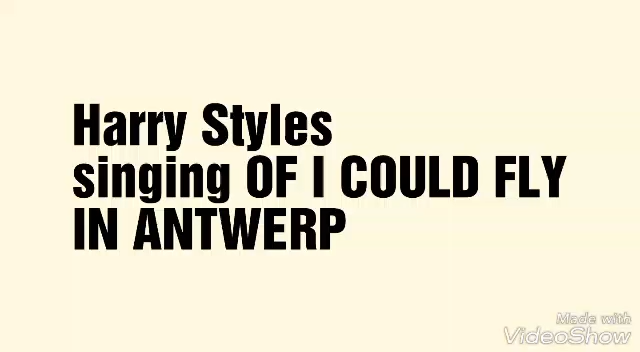 Harry Styles
singing OF I COULD FLY
IN ANTWERP
Made with
VideoShow